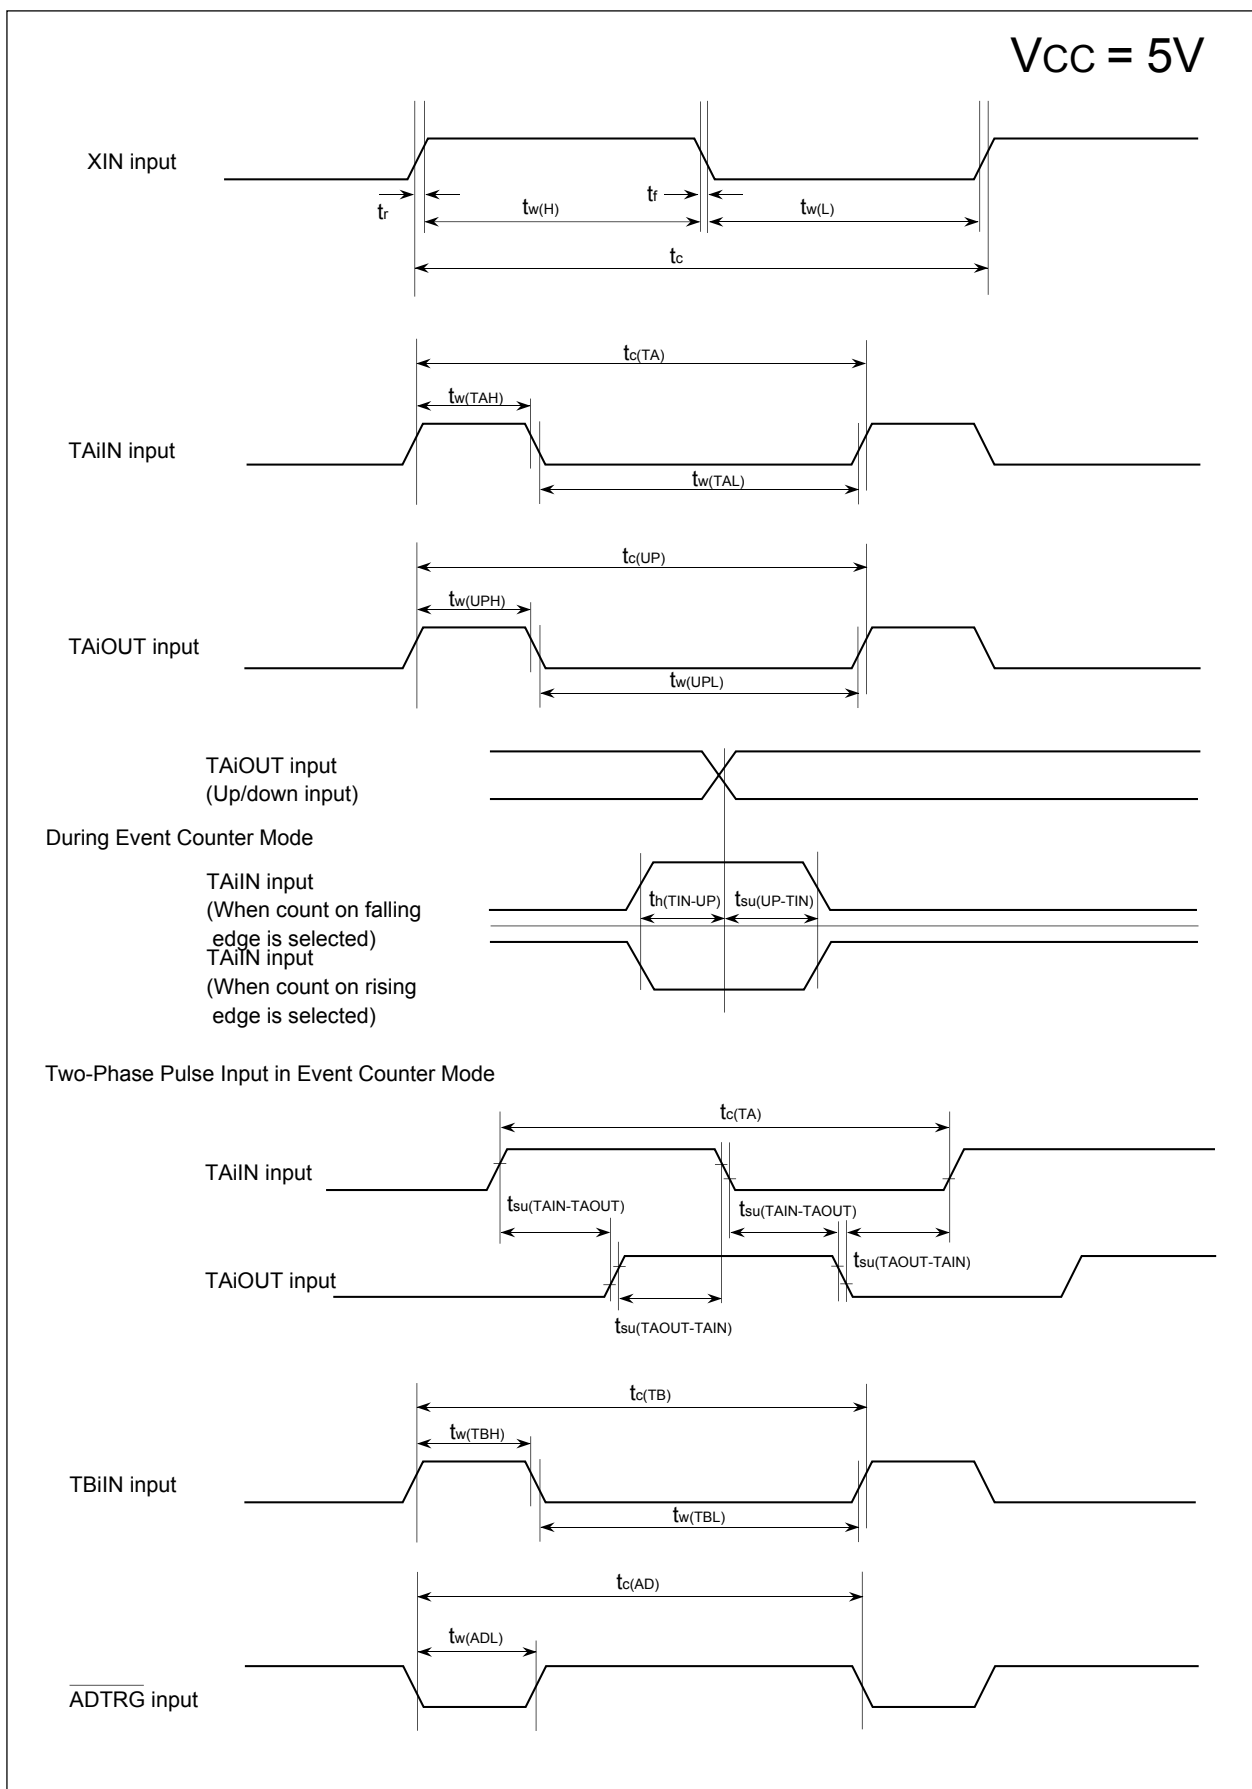 VCC = 5V
XIN input
tr
tw(H)
tf
tw(L)
tc
tc(TA)
tw(TAH)
TAiIN input
tw(TAL)
tc(UP)
tw(UPH)
TAiOUT input
tw(UPL)
TAiOUT input
(Up/down input)
During Event Counter Mode
TAiIN input
(When count on falling
edge is selected)
th(TIN-UP)
tsu(UP-TIN)
TAiIN input
(When count on rising
edge is selected)
Two-Phase Pulse Input in Event Counter Mode
tc(TA)
TAiIN input
tsu(TAIN-TAOUT)
tsu(TAIN-TAOUT)
tsu(TAOUT-TAIN)
TAiOUT input
tsu(TAOUT-TAIN)
tc(TB)
tw(TBH)
TBiIN input
tw(TBL)
tc(AD)
tw(ADL)
ADTRG input